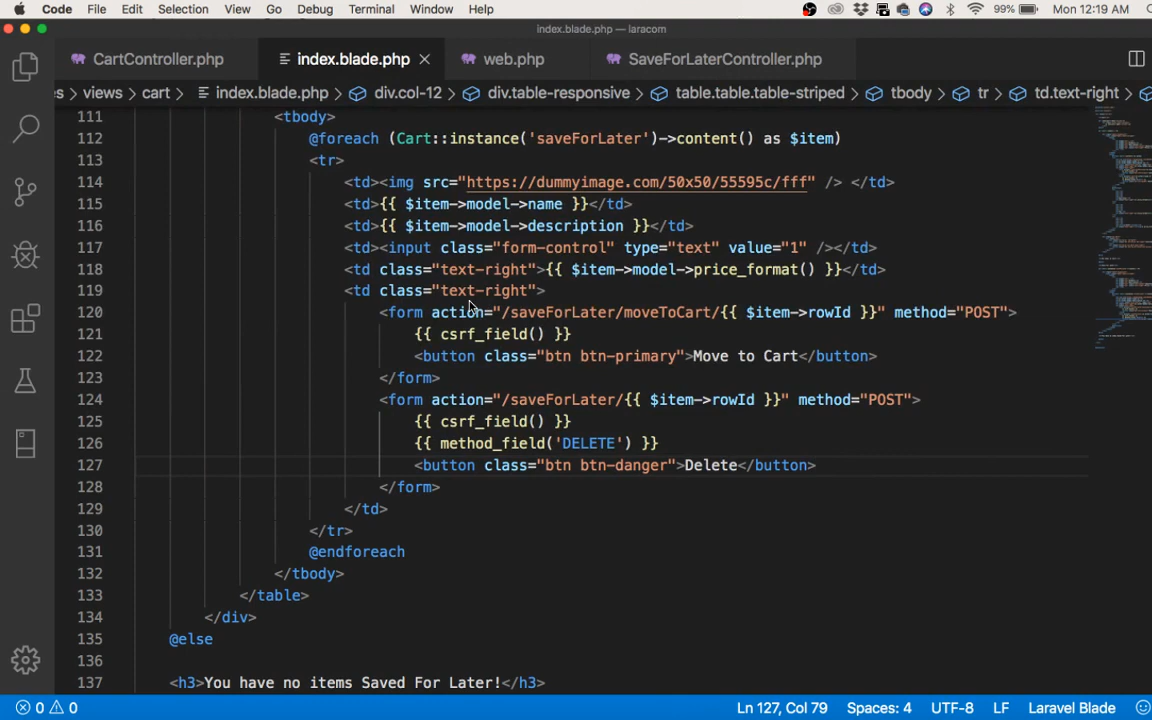 Code File Edit Selection View Go Debug Terminal Window Help 99% Mon 12:19 AM
index.blade.php — laracom
CartController.php index.blade.php web.php SaveForLaterController.php
es > views > cart > index.blade.php > div.col-12 > div.table-responsive > table.table.table-striped > tbody > tr > td.text-right >
111 <tbody>
112 @foreach (Cart::instance('saveForLater')->content() as $item)
113 <tr>
114 <td><img src="https://dummyimage.com/50x50/55595c/fff" /> </td>
115 <td>{{ $item->model->name }}</td>
116 <td>{{ $item->model->description }}</td>
117 <td><input class="form-control" type="text" value="1" /></td>
118 <td class="text-right">{{ $item->model->price_format() }}</td>
119 <td class="text-right">
120 <form action="/saveForLater/moveToCart/{{ $item->rowId }}" method="POST">
121 {{ csrf_field() }}
122 <button class="btn btn-primary">Move to Cart</button>
123 </form>
124 <form action="/saveForLater/{{ $item->rowId }}" method="POST">
125 {{ csrf_field() }}
126 {{ method_field('DELETE') }}
127 <button class="btn btn-danger">Delete</button>
128 </form>
129 </td>
130 </tr>
131 @endforeach
132 </tbody>
133 </table>
134 </div>
135 @else
136
137 <h3>You have no items Saved For Later!</h3>
0 0 Ln 127, Col 79 Spaces: 4 UTF-8 LF Laravel Blade